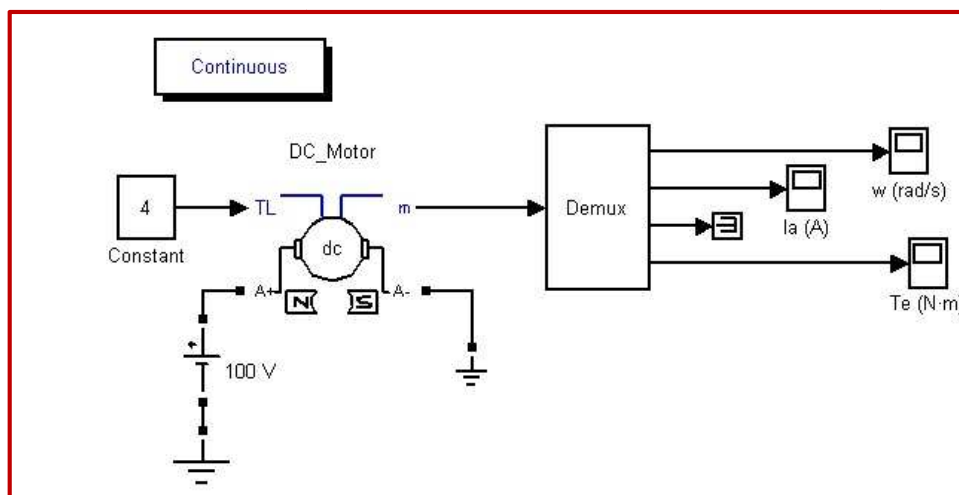 Continuous
DC_Motor
4
TL
m
Demux
w (rad/s)
Constant
dc
Ia (A)
A+
N
S
A-
Te (N·m)
100 V